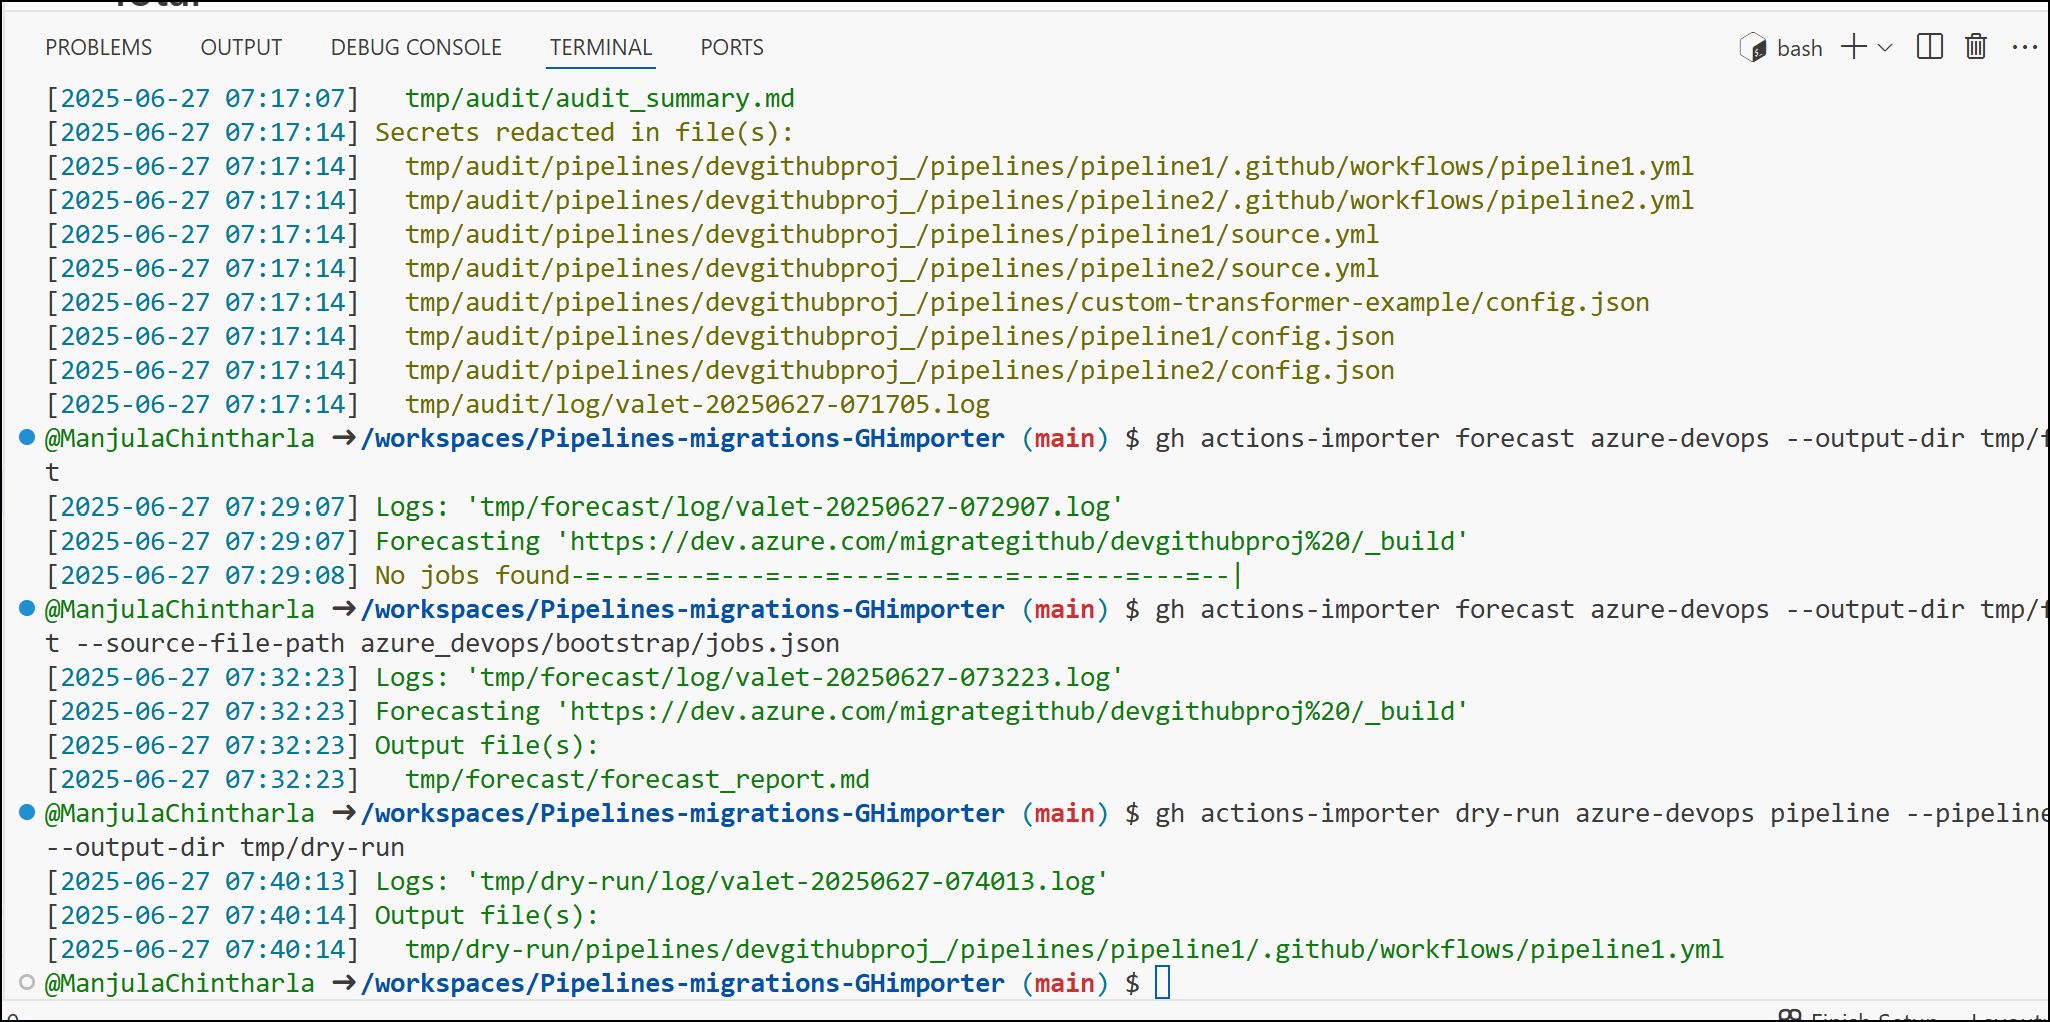 PROBLEMS OUTPUT DEBUG CONSOLE TERMINAL PORTS bash
[2025-06-27 07:17:07]   tmp/audit/audit_summary.md
[2025-06-27 07:17:14] Secrets redacted in file(s):
[2025-06-27 07:17:14]   tmp/audit/pipelines/devgithubproj_/pipelines/pipeline1/.github/workflows/pipeline1.yml
[2025-06-27 07:17:14]   tmp/audit/pipelines/devgithubproj_/pipelines/pipeline2/.github/workflows/pipeline2.yml
[2025-06-27 07:17:14]   tmp/audit/pipelines/devgithubproj_/pipelines/pipeline1/source.yml
[2025-06-27 07:17:14]   tmp/audit/pipelines/devgithubproj_/pipelines/pipeline2/source.yml
[2025-06-27 07:17:14]   tmp/audit/pipelines/devgithubproj_/pipelines/custom-transformer-example/config.json
[2025-06-27 07:17:14]   tmp/audit/pipelines/devgithubproj_/pipelines/pipeline1/config.json
[2025-06-27 07:17:14]   tmp/audit/pipelines/devgithubproj_/pipelines/pipeline2/config.json
[2025-06-27 07:17:14]   tmp/audit/log/valet-20250627-071705.log
@ManjulaChintharla ➜/workspaces/Pipelines-migrations-GHimporter (main) $ gh actions-importer forecast azure-devops --output-dir tmp/f
t
[2025-06-27 07:29:07] Logs: 'tmp/forecast/log/valet-20250627-072907.log'
[2025-06-27 07:29:07] Forecasting 'https://dev.azure.com/migrategithub/devgithubproj%20/_build'
[2025-06-27 07:29:08] No jobs found-=---=---=---=---=---=---=---=---=---=---=--|
@ManjulaChintharla ➜/workspaces/Pipelines-migrations-GHimporter (main) $ gh actions-importer forecast azure-devops --output-dir tmp/f
t --source-file-path azure_devops/bootstrap/jobs.json
[2025-06-27 07:32:23] Logs: 'tmp/forecast/log/valet-20250627-073223.log'
[2025-06-27 07:32:23] Forecasting 'https://dev.azure.com/migrategithub/devgithubproj%20/_build'
[2025-06-27 07:32:23] Output file(s):
[2025-06-27 07:32:23]   tmp/forecast/forecast_report.md
@ManjulaChintharla ➜/workspaces/Pipelines-migrations-GHimporter (main) $ gh actions-importer dry-run azure-devops pipeline --pipeline
--output-dir tmp/dry-run
[2025-06-27 07:40:13] Logs: 'tmp/dry-run/log/valet-20250627-074013.log'
[2025-06-27 07:40:14] Output file(s):
[2025-06-27 07:40:14]   tmp/dry-run/pipelines/devgithubproj_/pipelines/pipeline1/.github/workflows/pipeline1.yml
@ManjulaChintharla ➜/workspaces/Pipelines-migrations-GHimporter (main) $